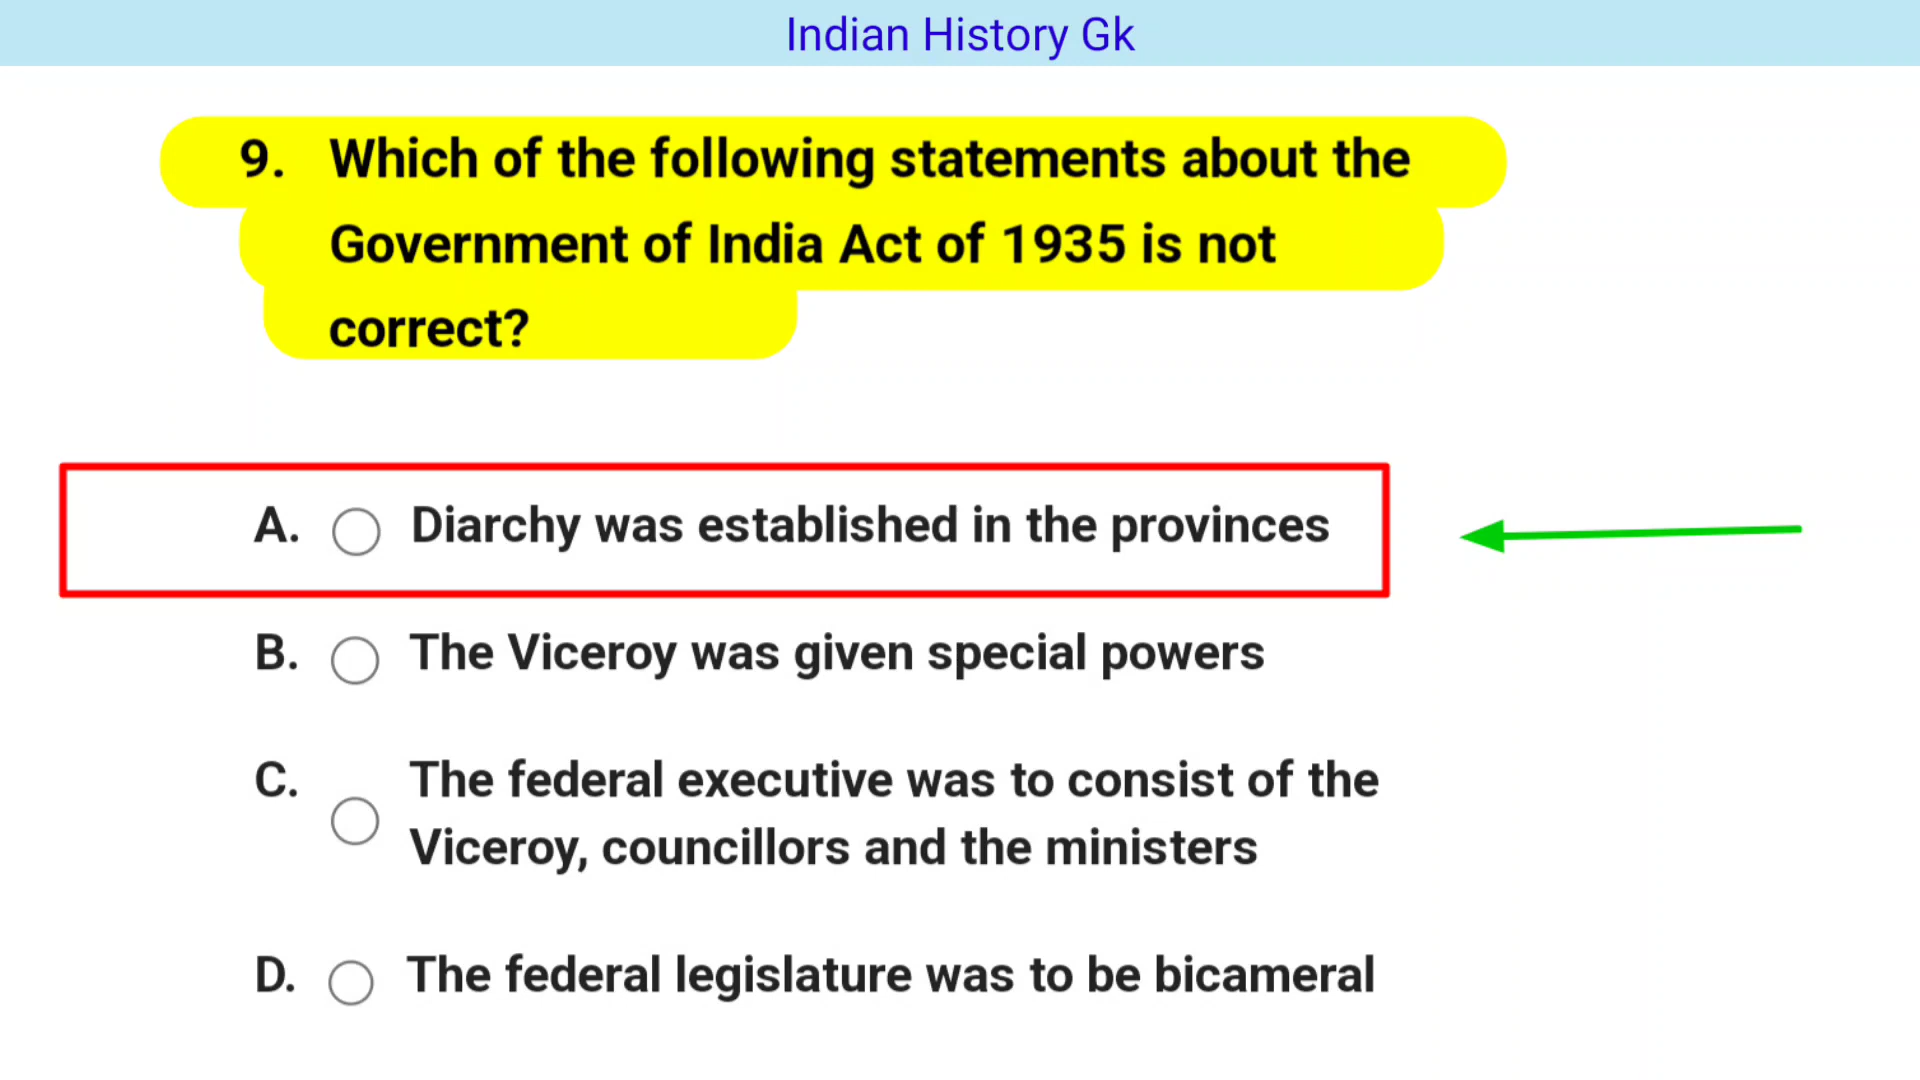 Indian History Gk
9. Which of the following statements about the
Government of India Act of 1935 is not
correct?
A. Diarchy was established in the provinces
B. The Viceroy was given special powers
C. The federal executive was to consist of the
Viceroy, councillors and the ministers
D. The federal legislature was to be bicameral